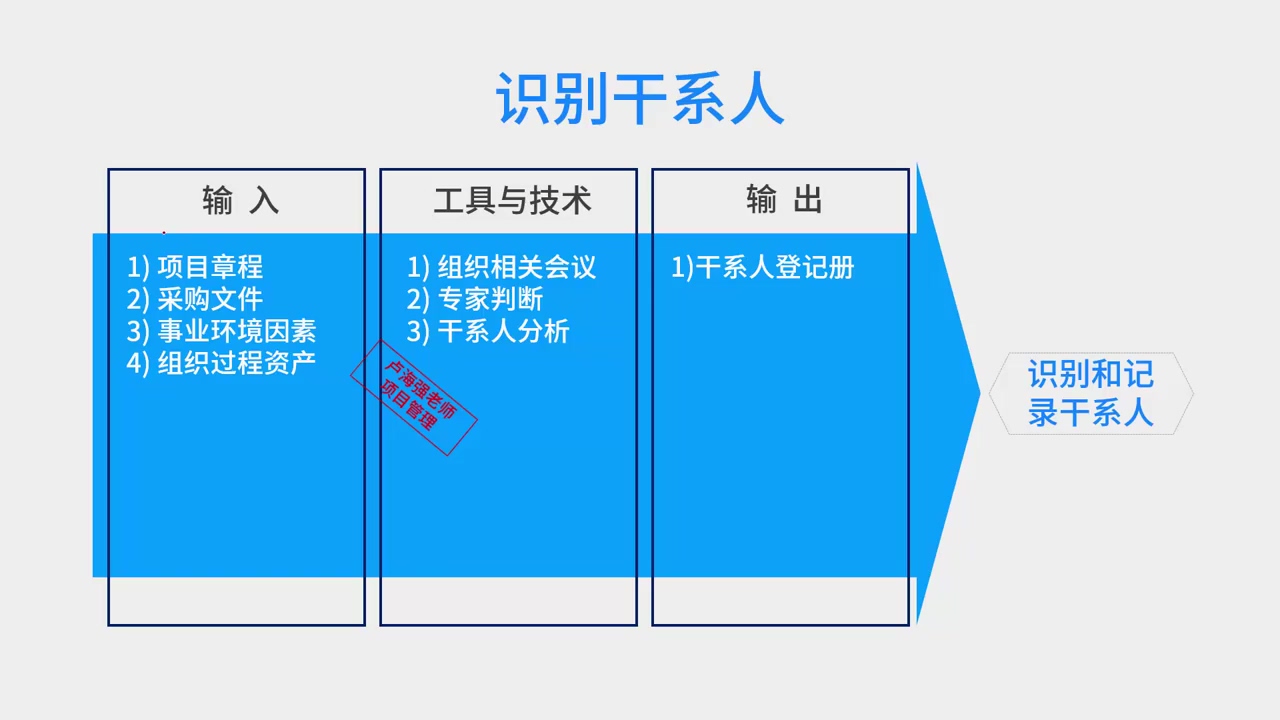 识别干系人
输 入
1) 项目章程
2) 采购文件
3) 事业环境因素
4) 组织过程资产
工具与技术
1) 组织相关会议
2) 专家判断
3) 干系人分析
输 出
1)干系人登记册
识别和记
录干系人
卢海强老师
项目管理